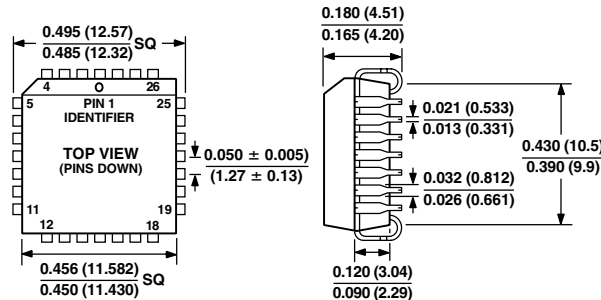 0.495 (12.57)
0.485 (12.32) SQ
4 O 26
5 PIN 1 25
IDENTIFIER
TOP VIEW
(PINS DOWN)
11 19
12 18
0.050 ± 0.005)
(1.27 ± 0.13)
0.456 (11.582)
0.450 (11.430) SQ
0.180 (4.51)
0.165 (4.20)
0.021 (0.533)
0.013 (0.331)
0.032 (0.812)
0.026 (0.661)
0.430 (10.5)
0.390 (9.9)
0.120 (3.04)
0.090 (2.29)